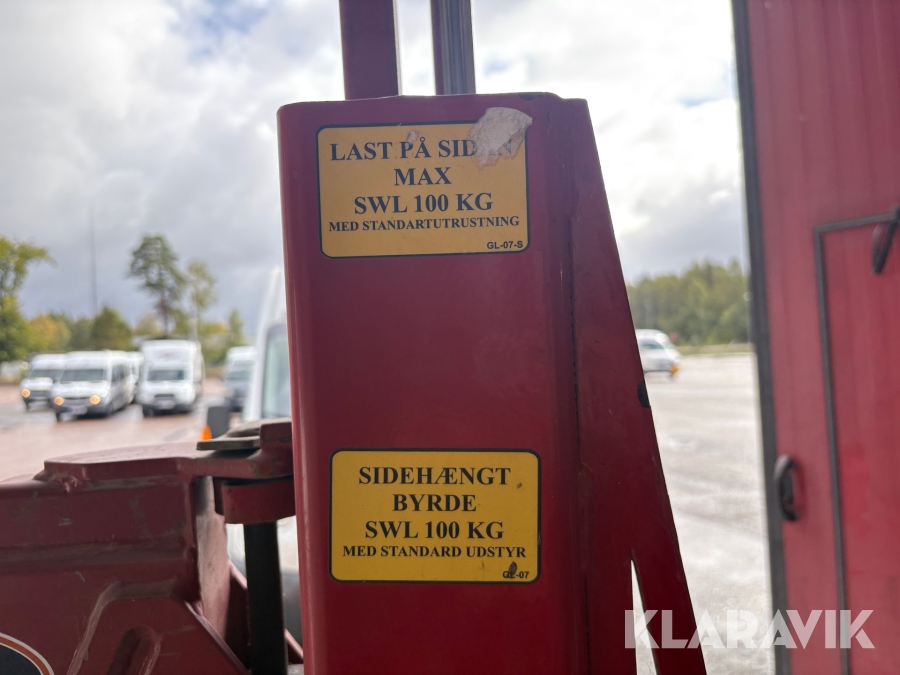 LAST PÅ SIDAN
MAX
SWL 100 KG
MED STANDARTUTRUSTNING
GL-07-S
SIDEHÆNGT
BYRDE
SWL 100 KG
MED STANDARD UDSTYR
GL-07
KLARAVIK